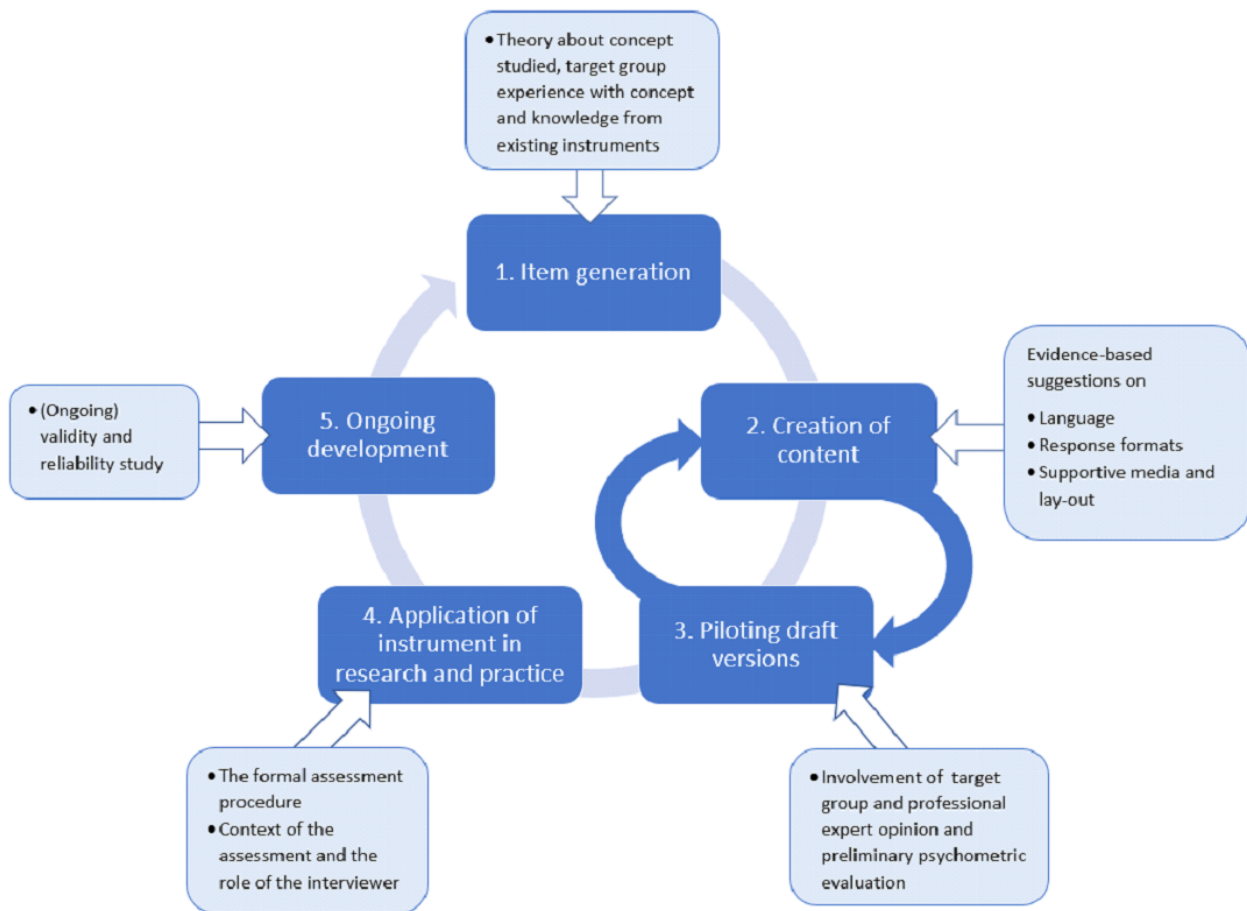 • Theory about concept
studied, target group
experience with concept
and knowledge from
existing instruments
1. Item generation
Evidence-based
suggestions on
• Language
• Response formats
• Supportive media and
lay-out
2. Creation of
content
3. Piloting draft
versions
• Involvement of target
group and professional
expert opinion and
preliminary psychometric
evaluation
4. Application of
instrument in
research and practice
• The formal assessment
procedure
• Context of the
assessment and the
role of the interviewer
5. Ongoing
development
• (Ongoing)
validity and
reliability study